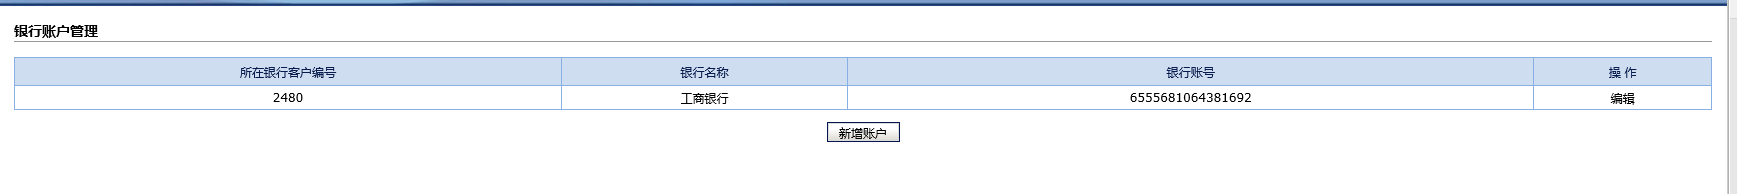 银行账户管理
所在银行客户编号 银行名称 银行账号 操 作
2480 工商银行 6555681064381692 编辑
新增账户